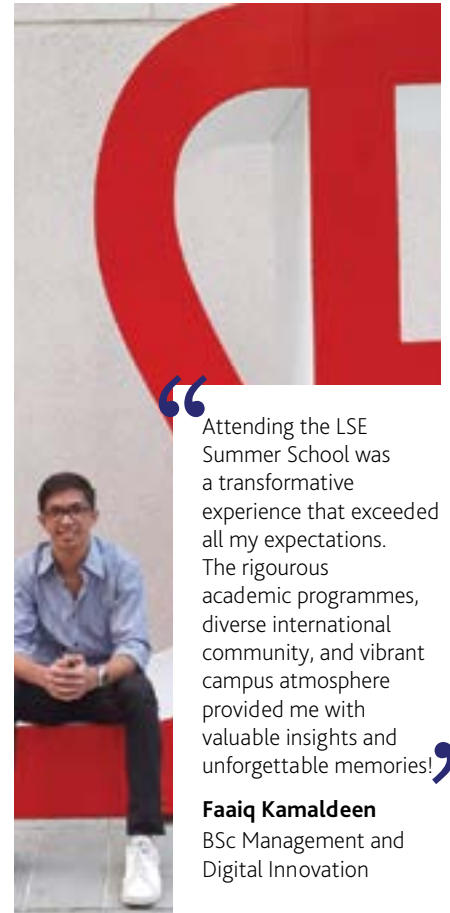 “
Attending the LSE
Summer School was
a transformative
experience that exceeded
all my expectations.
The rigourous
academic programmes,
diverse international
community, and vibrant
campus atmosphere
provided me with
valuable insights and
unforgettable memories!’
Faaiq Kamaldeen
BSc Management and
Digital Innovation